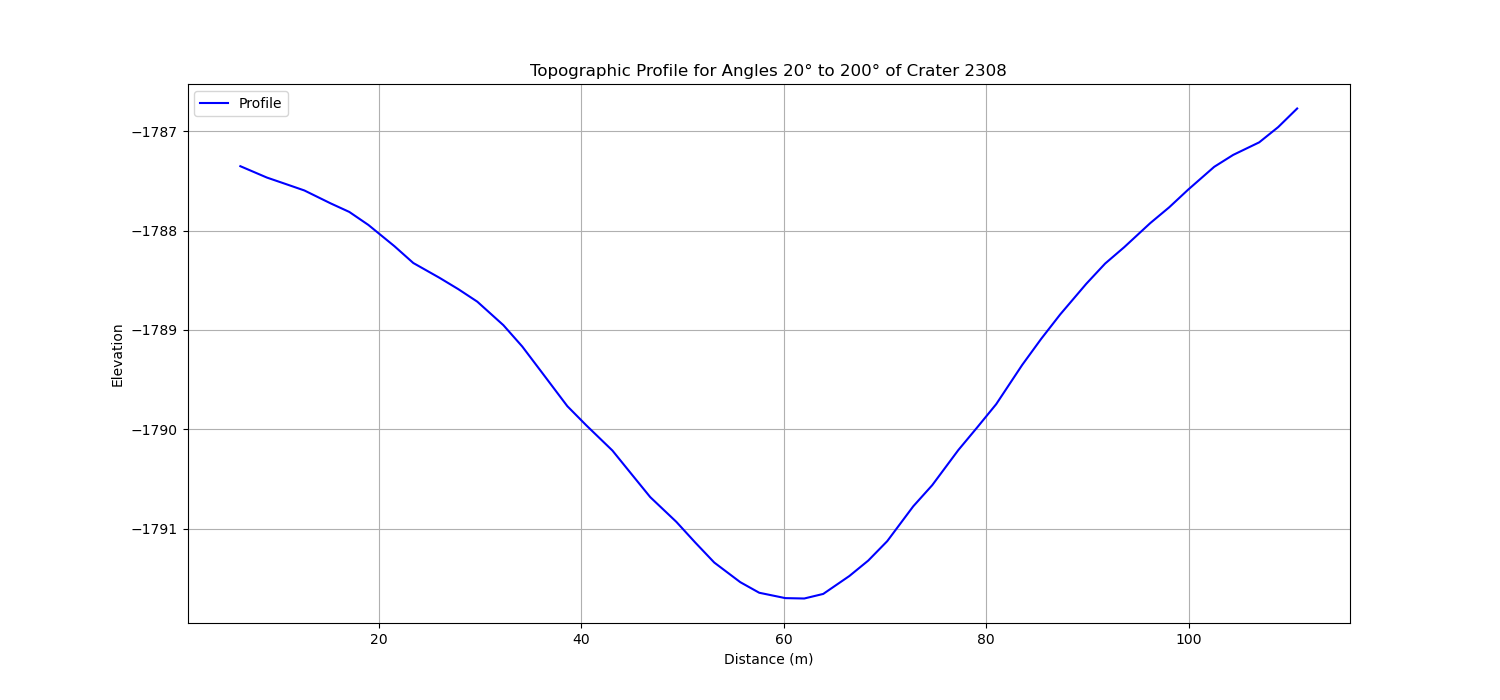 Topographic Profile for Angles 20° to 200° of Crater 2308
Profile
−1787
−1788
−1789
−1790
−1791
Elevation
20
40
60
80
100
Distance (m)